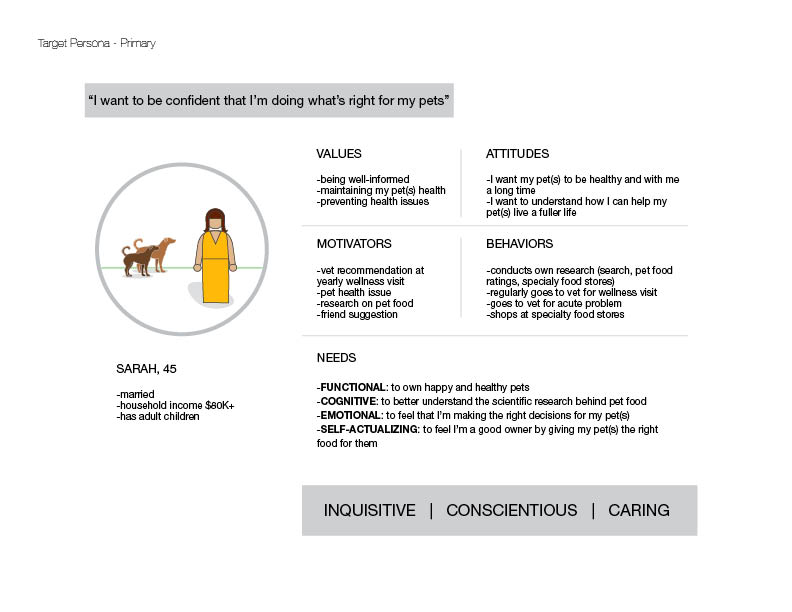 Target Persona - Primary
“I want to be confident that I’m doing what’s right for my pets”
VALUES
-being well-informed
-maintaining my pet(s) health
-preventing health issues
ATTITUDES
-I want my pet(s) to be healthy and with me
a long time
-I want to understand how I can help my
pet(s) live a fuller life
MOTIVATORS
-vet recommendation at
yearly wellness visit
-pet health issue
-research on pet food
-friend suggestion
BEHAVIORS
-conducts own research (search, pet food
ratings, specialy food stores)
-regularly goes to vet for wellness visit
-goes to vet for acute problem
-shops at specialty food stores
SARAH, 45
-married
-household income $80K+
-has adult children
NEEDS
-FUNCTIONAL: to own happy and healthy pets
-COGNITIVE: to better understand the scientific research behind pet food
-EMOTIONAL: to feel that I’m making the right decisions for my pet(s)
-SELF-ACTUALIZING: to feel I’m a good owner by giving my pet(s) the right
food for them
INQUISITIVE | CONSCIENTIOUS | CARING